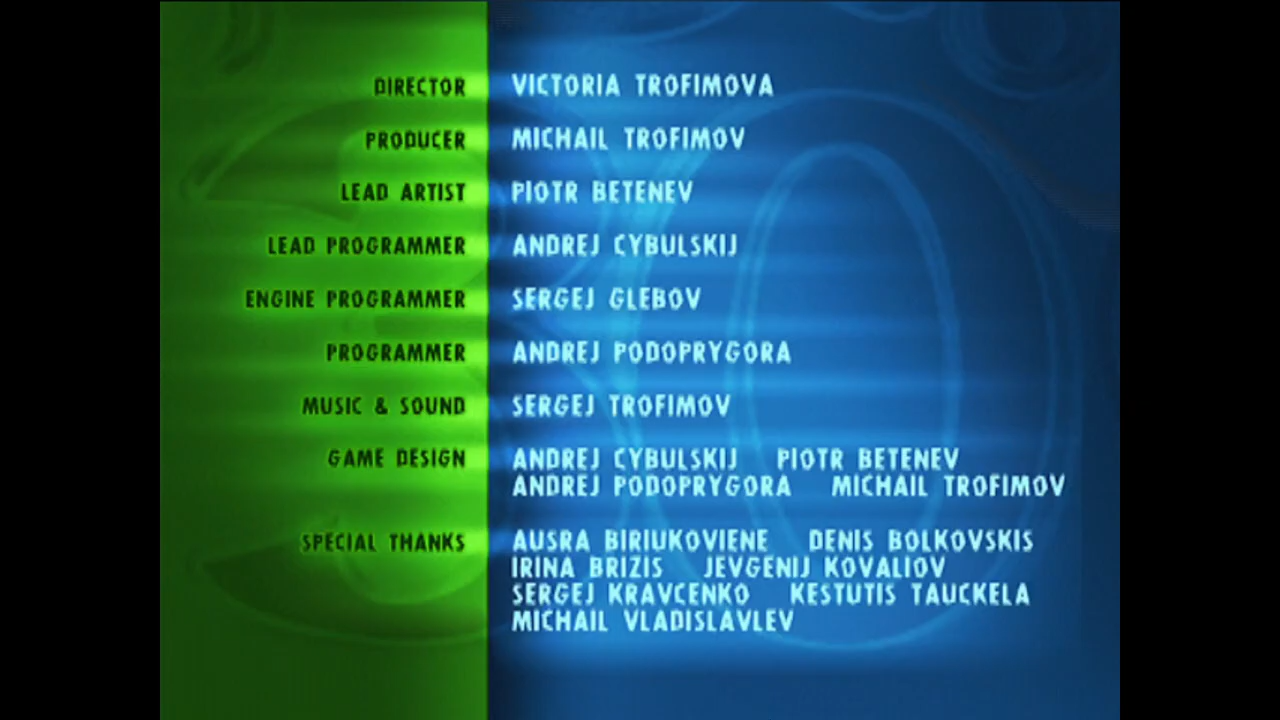 DIRECTOR VICTORIA TROFIMOVA
PRODUCER MICHAIL TROFIMOV
LEAD ARTIST PIOTR BETENEV
LEAD PROGRAMMER ANDREJ CYBULSKIJ
ENGINE PROGRAMMER SERGEJ GLEBOV
PROGRAMMER ANDREJ PODOPRYGORA
MUSIC & SOUND SERGEJ TROFIMOV
GAME DESIGN ANDREJ CYBULSKIJ PIOTR BETENEV
ANDREJ PODOPRYGORA MICHAIL TROFIMOV
SPECIAL THANKS AUSRA BIRIUKOVIENE DENIS BOLKOVSKIS
IRINA BRIZIS JEVGENIJ KOVALIOV
SERGEJ KRAVCENKO KESTUTIS TAUCKELA
MICHAIL VLADISLAVLEV